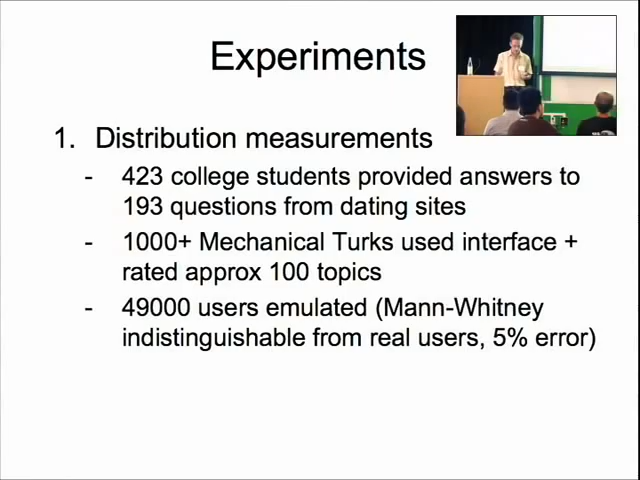 Experiments
1. Distribution measurements
- 423 college students provided answers to
193 questions from dating sites
- 1000+ Mechanical Turks used interface +
rated approx 100 topics
- 49000 users emulated (Mann-Whitney
indistinguishable from real users, 5% error)